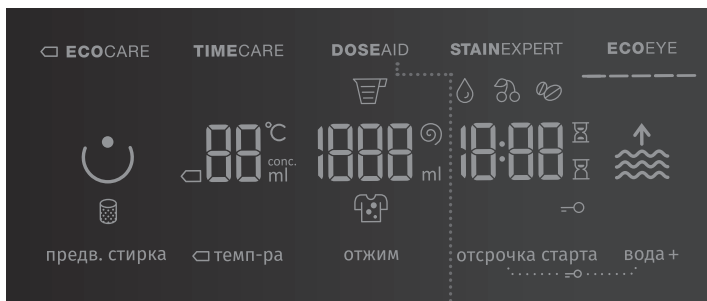 ECOCARE TIMECARE DOSEAID STAINEXPERT ECOEYE
88 °C 1888 18:88
conc.
ml ml
предв. стирка темп-ра отжим отсрочка старта вода +